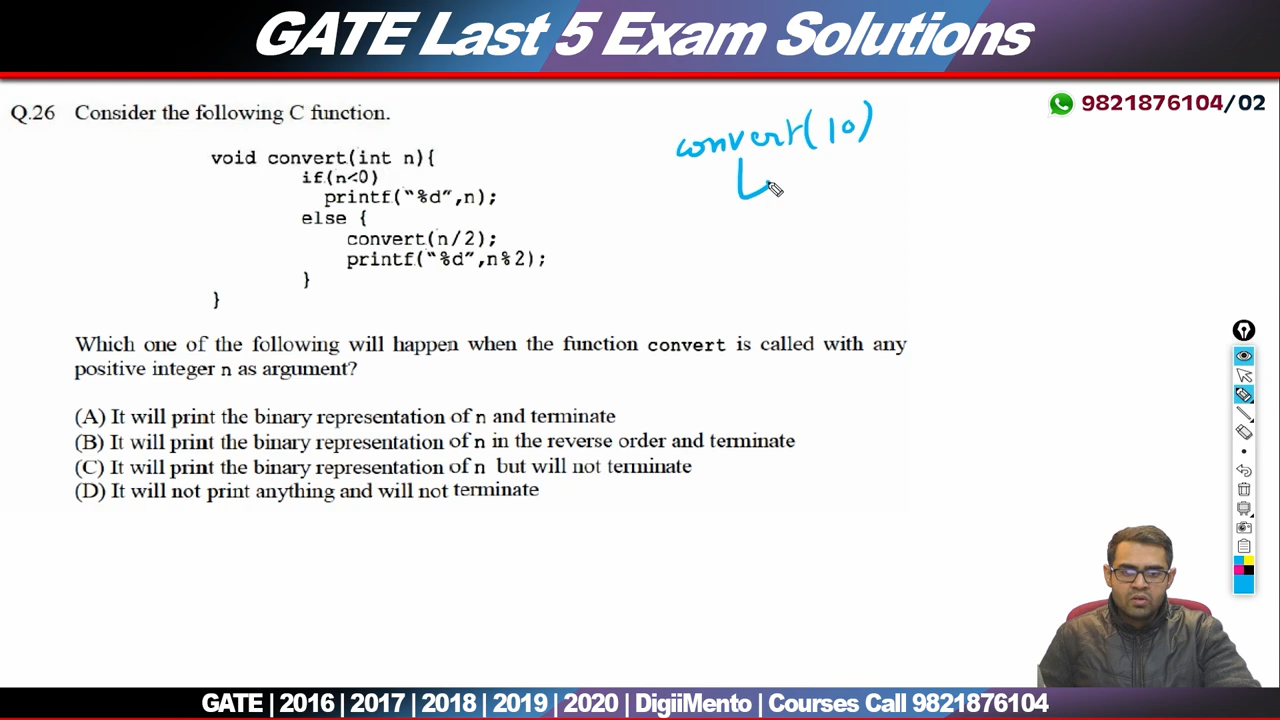 GATE Last 5 Exam Solutions
9821876104/02
Q.26 Consider the following C function.
convert(10)
void convert(int n){
if(n<0)
printf("%d",n);
else {
convert(n/2);
printf("%d",n%2);
}
}
Which one of the following will happen when the function convert is called with any
positive integer n as argument?
(A) It will print the binary representation of n and terminate
(B) It will print the binary representation of n in the reverse order and terminate
(C) It will print the binary representation of n but will not terminate
(D) It will not print anything and will not terminate
GATE | 2016 | 2017 | 2018 | 2019 | 2020 | DigiiMento | Courses Call 9821876104